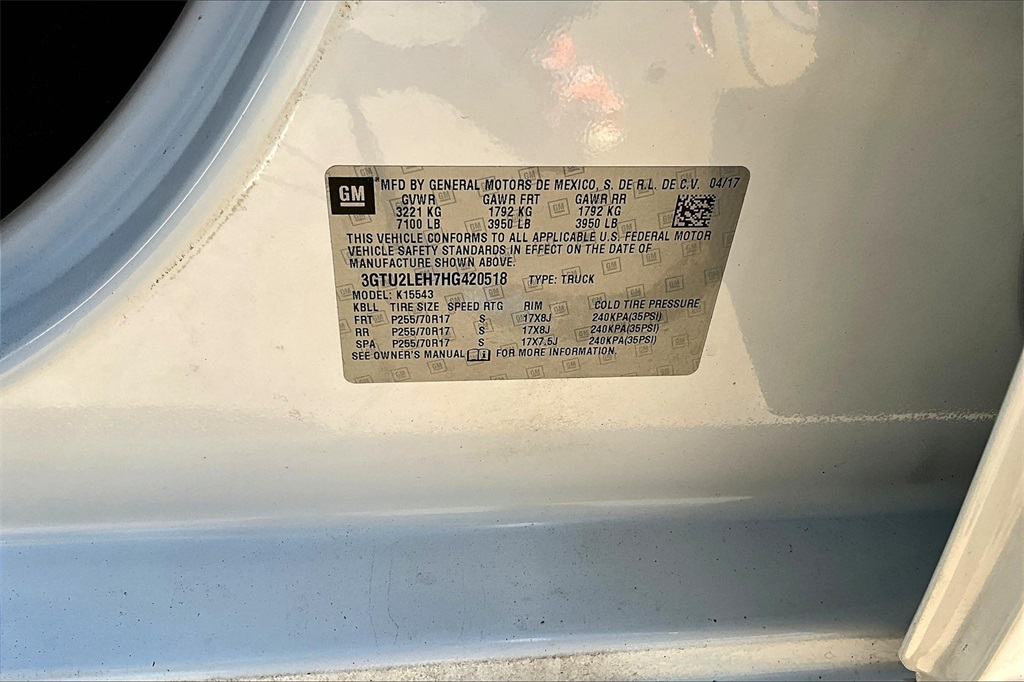 GM *MFD BY GENERAL MOTORS DE MEXICO, S. DE R.L. DE C.V. 04/17
GVWR GAWR FRT GAWR RR
3221 KG 1792 KG 1792 KG
7100 LB 3950 LB 3950 LB
THIS VEHICLE CONFORMS TO ALL APPLICABLE U.S. FEDERAL MOTOR
VEHICLE SAFETY STANDARDS IN EFFECT ON THE DATE OF
MANUFACTURE SHOWN ABOVE.
3GTU2LEH7HG420518 TYPE: TRUCK
MODEL: K15543
KBLL TIRE SIZE SPEED RTG RIM COLD TIRE PRESSURE
FRT P255/70R17 S 17X8J 240KPA(35PSI)
RR P255/70R17 S 17X8J 240KPA(35PSI)
SPA P255/70R17 S 17X7.5J 240KPA(35PSI)
SEE OWNER'S MANUAL FOR MORE INFORMATION.